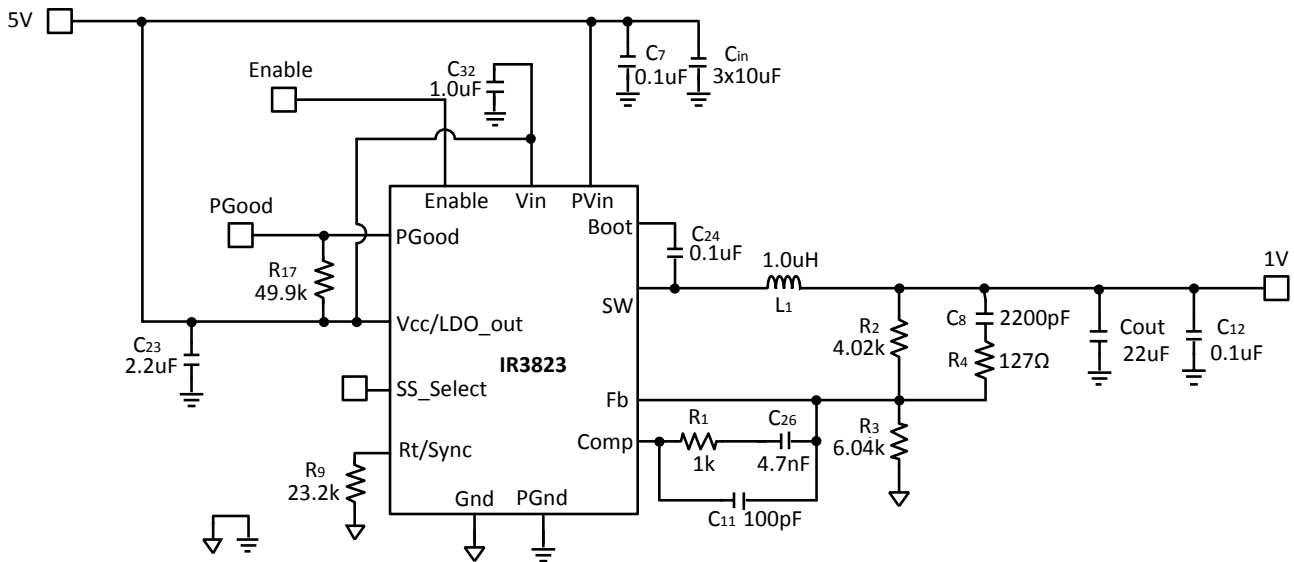 5V
C7
0.1uF
Cin
3x10uF
C32
1.0uF
Enable
Enable
Vin
PVin
PGood
PGood
Boot
C24
0.1uF
R17
49.9k
1.0uH
L1
1V
SW
Vcc/LDO_out
IR3823
C23
2.2uF
R2
4.02k
C8
2200pF
R4
127Ω
Cout
22uF
C12
0.1uF
SS_Select
Fb
Comp
R1
1k
C26
4.7nF
R3
6.04k
Rt/Sync
R9
23.2k
Gnd
PGnd
C11
100pF